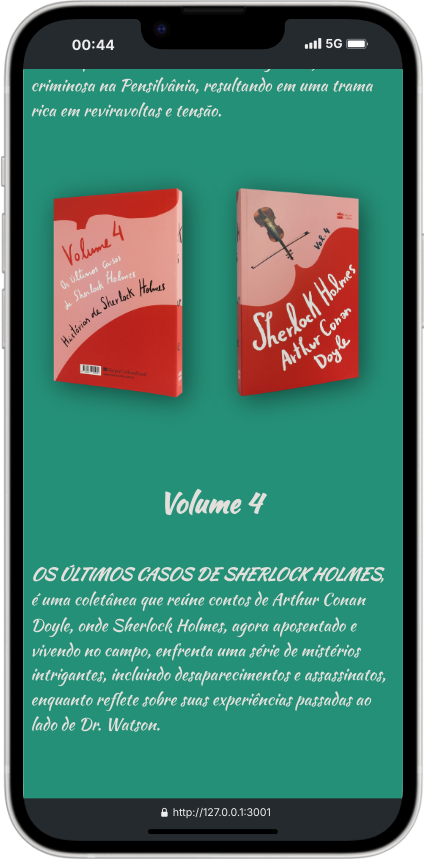 00:44
5G
criminosa na Pensilvânia, resultando em uma trama
rica em reviravoltas e tensão.
Volume 4
Os últimos casos
de Sherlock Holmes
Histórias de Sherlock Holmes
Vol. 4
Sherlock Holmes
Arthur Conan
Doyle
Volume 4
OS ÚLTIMOS CASOS DE SHERLOCK HOLMES,
é uma coletânea que reúne contos de Arthur Conan
Doyle, onde Sherlock Holmes, agora aposentado e
vivendo no campo, enfrenta uma série de mistérios
intrigantes, incluindo desaparecimentos e assassinatos,
enquanto reflete sobre suas experiências passadas ao
lado de Dr. Watson.
http://127.0.0.1:3001